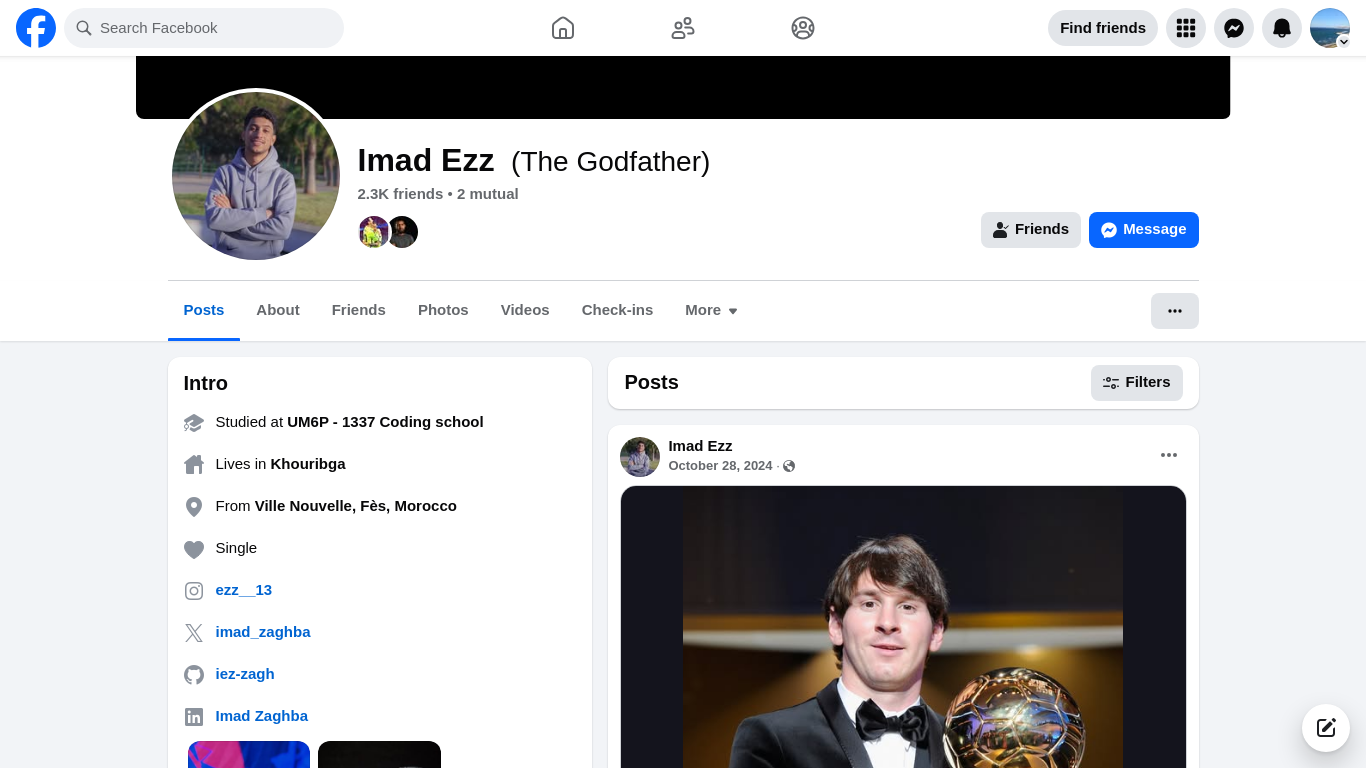 Search Facebook
Find friends
Imad Ezz (The Godfather)
2.3K friends • 2 mutual
Friends
Message
Posts
About
Friends
Photos
Videos
Check-ins
More
Intro
Studied at UM6P - 1337 Coding school
Lives in Khouribga
From Ville Nouvelle, Fès, Morocco
Single
ezz__13
imad_zaghba
iez-zagh
Imad Zaghba
Posts
Filters
Imad Ezz
October 28, 2024 ·